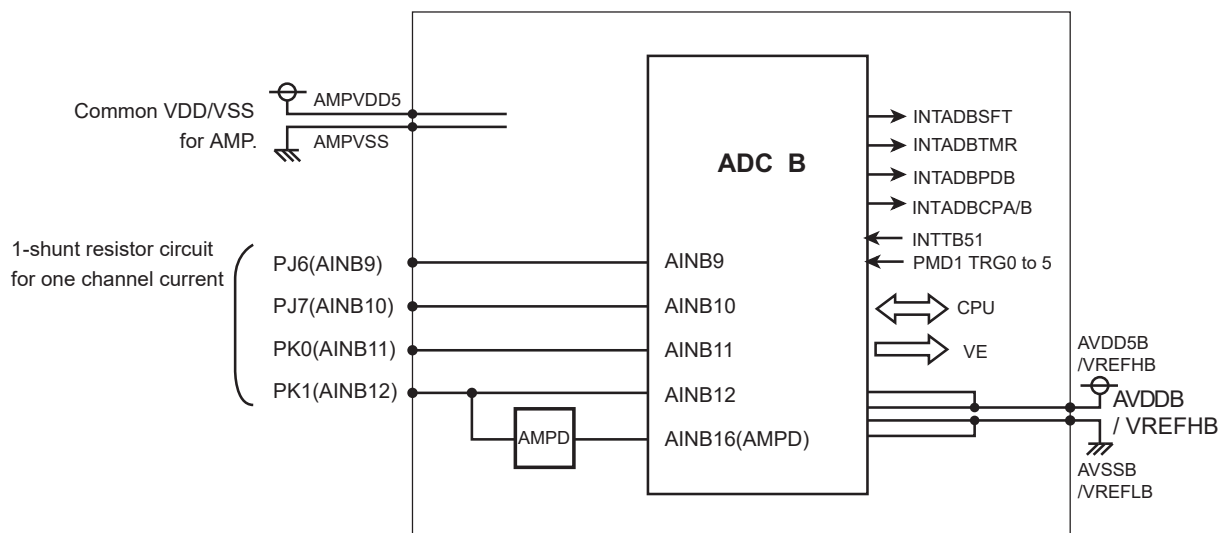 Common VDD/VSS
for AMP.
AMPVDD5
AMPVSS
1-shunt resistor circuit
for one channel current
PJ6(AINB9)
PJ7(AINB10)
PK0(AINB11)
PK1(AINB12)
AMPD
ADC B
AINB9
AINB10
AINB11
AINB12
AINB16(AMPD)
INTADBSFT
INTADBTMR
INTADBPDB
INTADBCPA/B
INTTB51
PMD1 TRG0 to 5
CPU
VE
AVDD5B
/VREFHB
AVDDB
/ VREFHB
AVSSB
/VREFLB